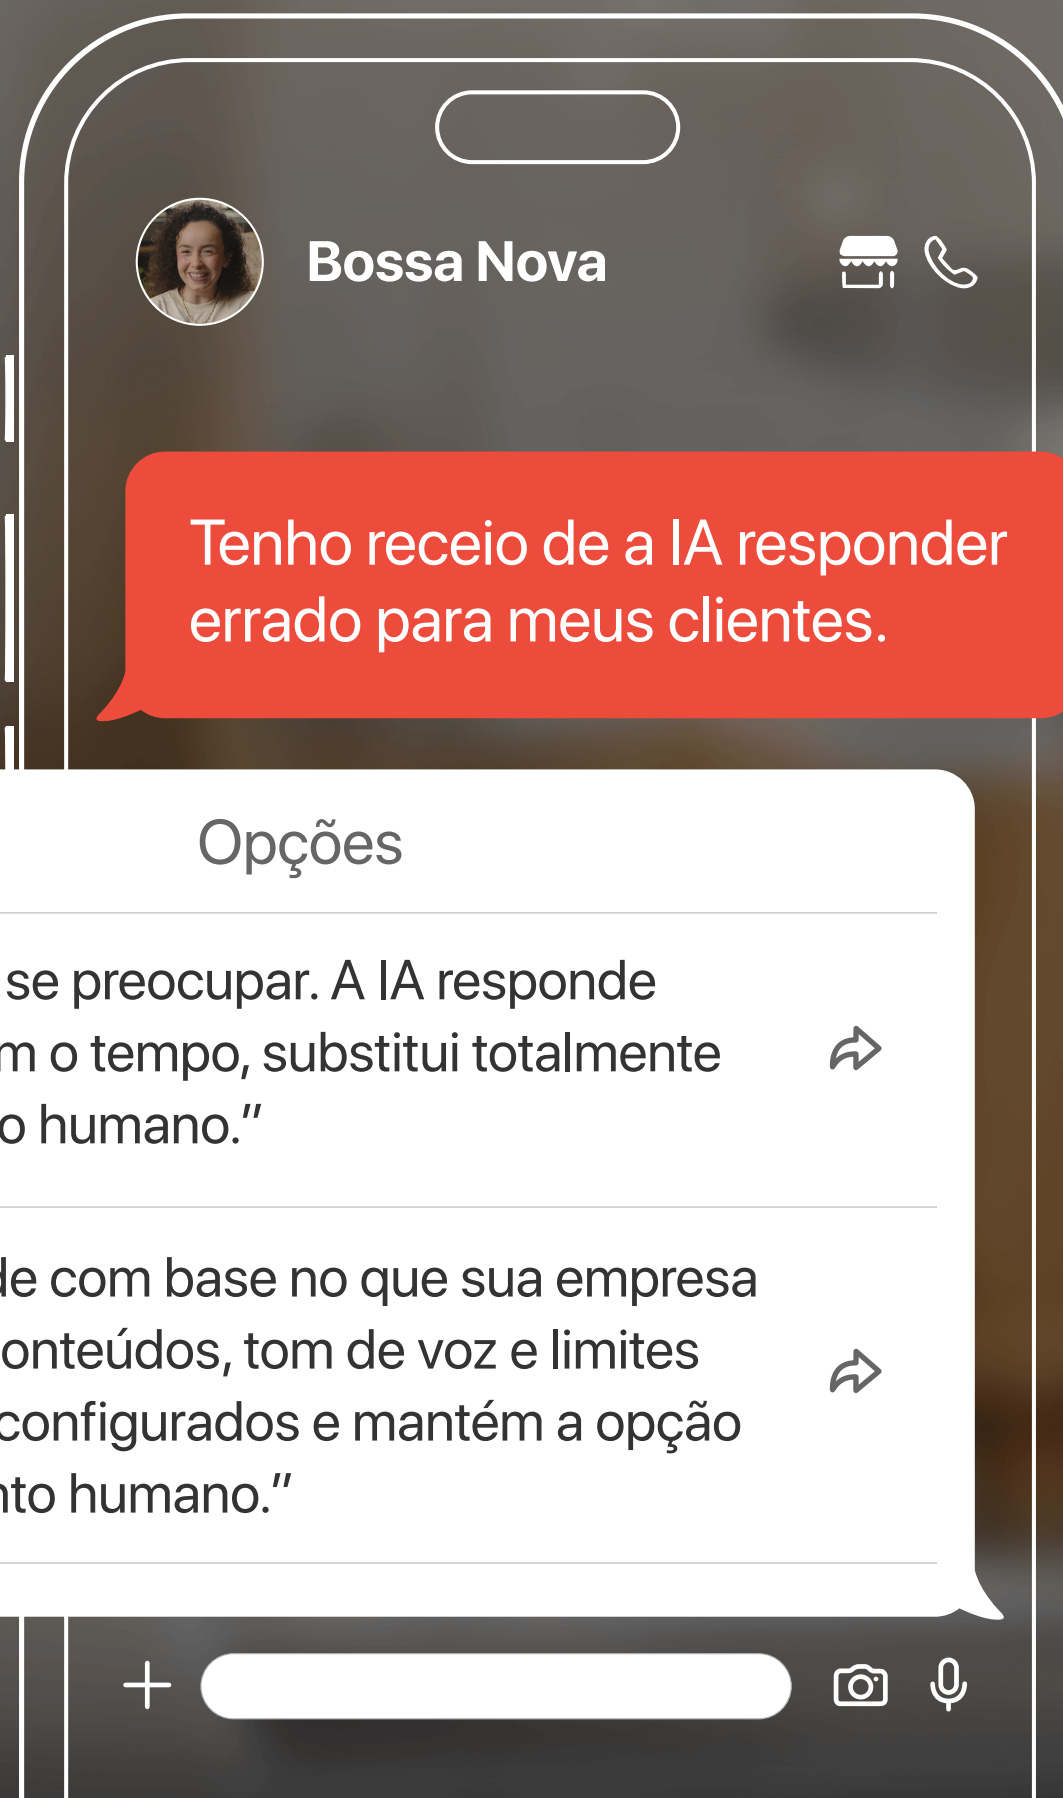 Bossa Nova
Tenho receio de a IA responder
errado para meus clientes.
Opções
se preocupar. A IA responde
m o tempo, substitui totalmente
o humano.”
de com base no que sua empresa
onteúdos, tom de voz e limites
configurados e mantém a opção
nto humano.”